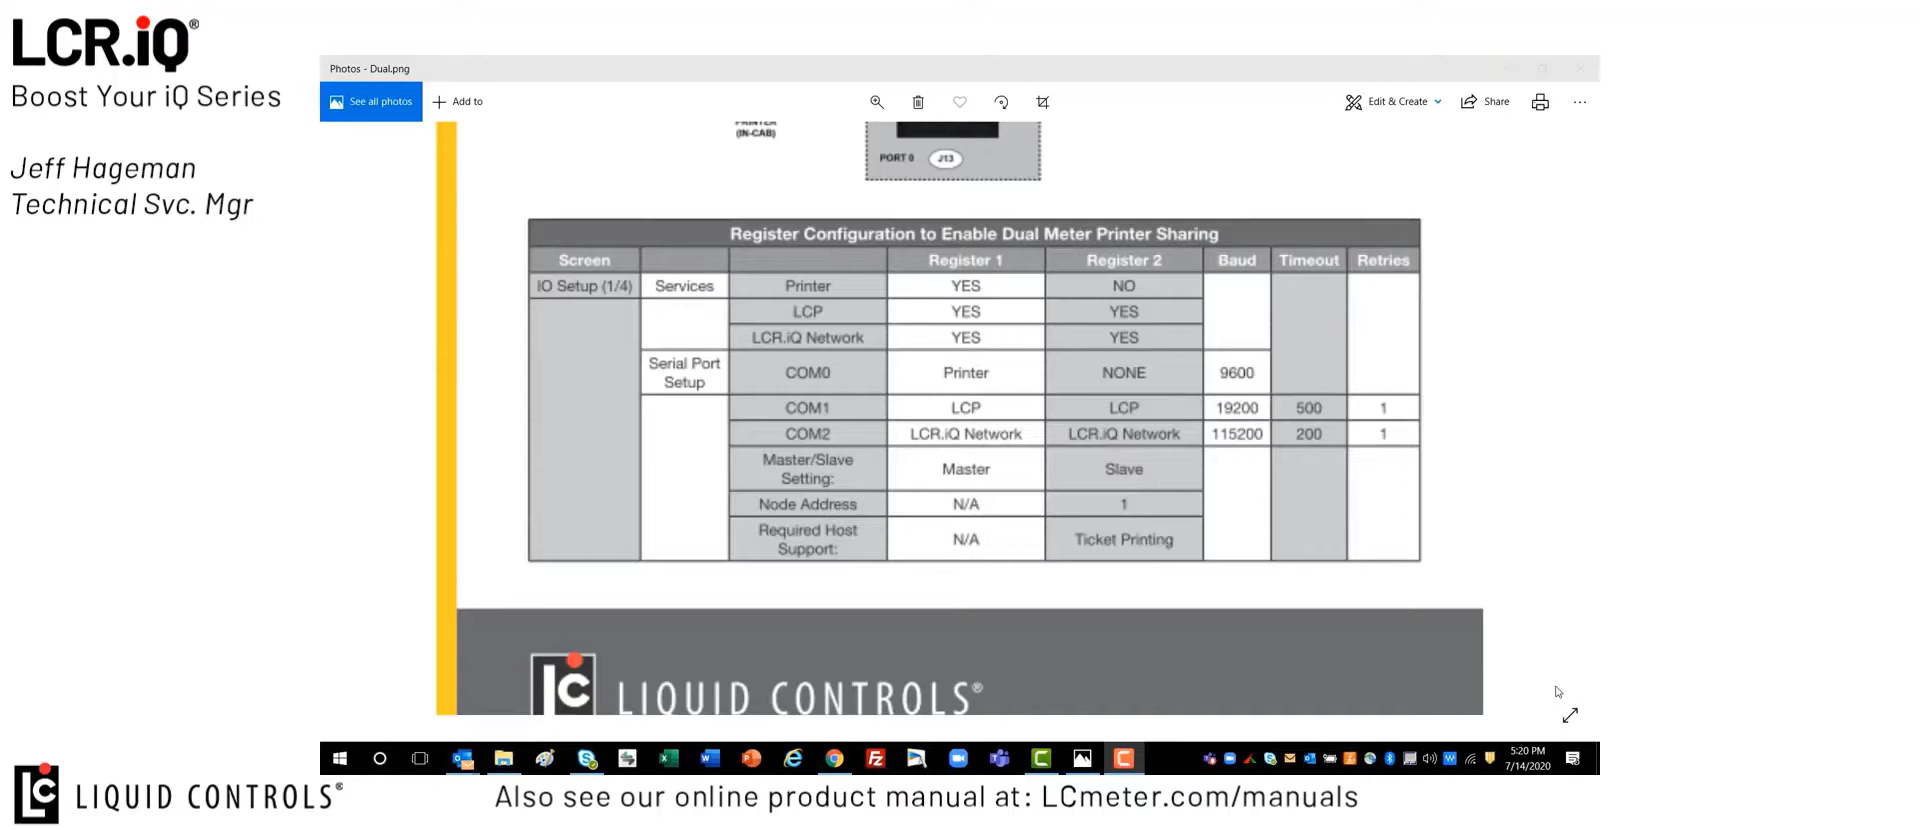 LCR.iQ®
Boost Your iQ Series
Jeff Hageman
Technical Svc. Mgr
Photos - Dual.png
See all photos
Add to
Edit & Create
Share
PRINTER
(IN-CAB)
PORT 0 J13
Register Configuration to Enable Dual Meter Printer Sharing
Screen Register 1 Register 2 Baud Timeout Retries
IO Setup (1/4) Services Printer YES NO
LCP YES YES
LCR.iQ Network YES YES
Serial Port Setup COM0 Printer NONE 9600
COM1 LCP LCP 19200 500 1
COM2 LCR.iQ Network LCR.iQ Network 115200 200 1
Master/Slave Setting: Master Slave
Node Address N/A 1
Required Host Support: N/A Ticket Printing
lc LIQUID CONTROLS®
5:20 PM
7/14/2020
lc LIQUID CONTROLS®
Also see our online product manual at: LCmeter.com/manuals